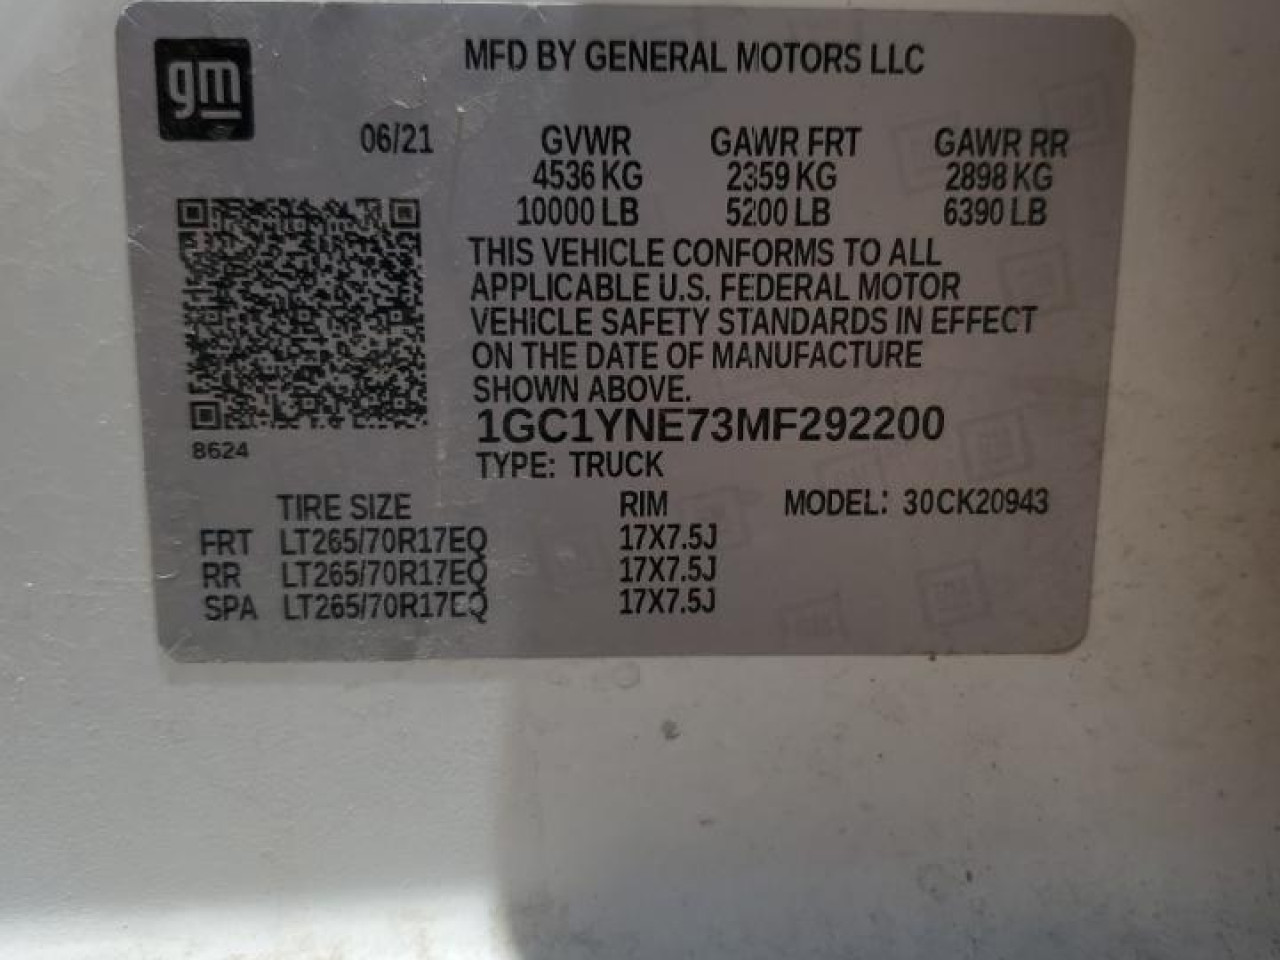 gm
MFD BY GENERAL MOTORS LLC
06/21 GVWR GAWR FRT GAWR RR
4536 KG 2359 KG 2898 KG
10000 LB 5200 LB 6390 LB
THIS VEHICLE CONFORMS TO ALL
APPLICABLE U.S. FEDERAL MOTOR
VEHICLE SAFETY STANDARDS IN EFFECT
ON THE DATE OF MANUFACTURE
SHOWN ABOVE.
1GC1YNE73MF292200
8624
TYPE: TRUCK
TIRE SIZE RIM MODEL: 30CK20943
FRT LT265/70R17EQ 17X7.5J
RR LT265/70R17EQ 17X7.5J
SPA LT265/70R17EQ 17X7.5J